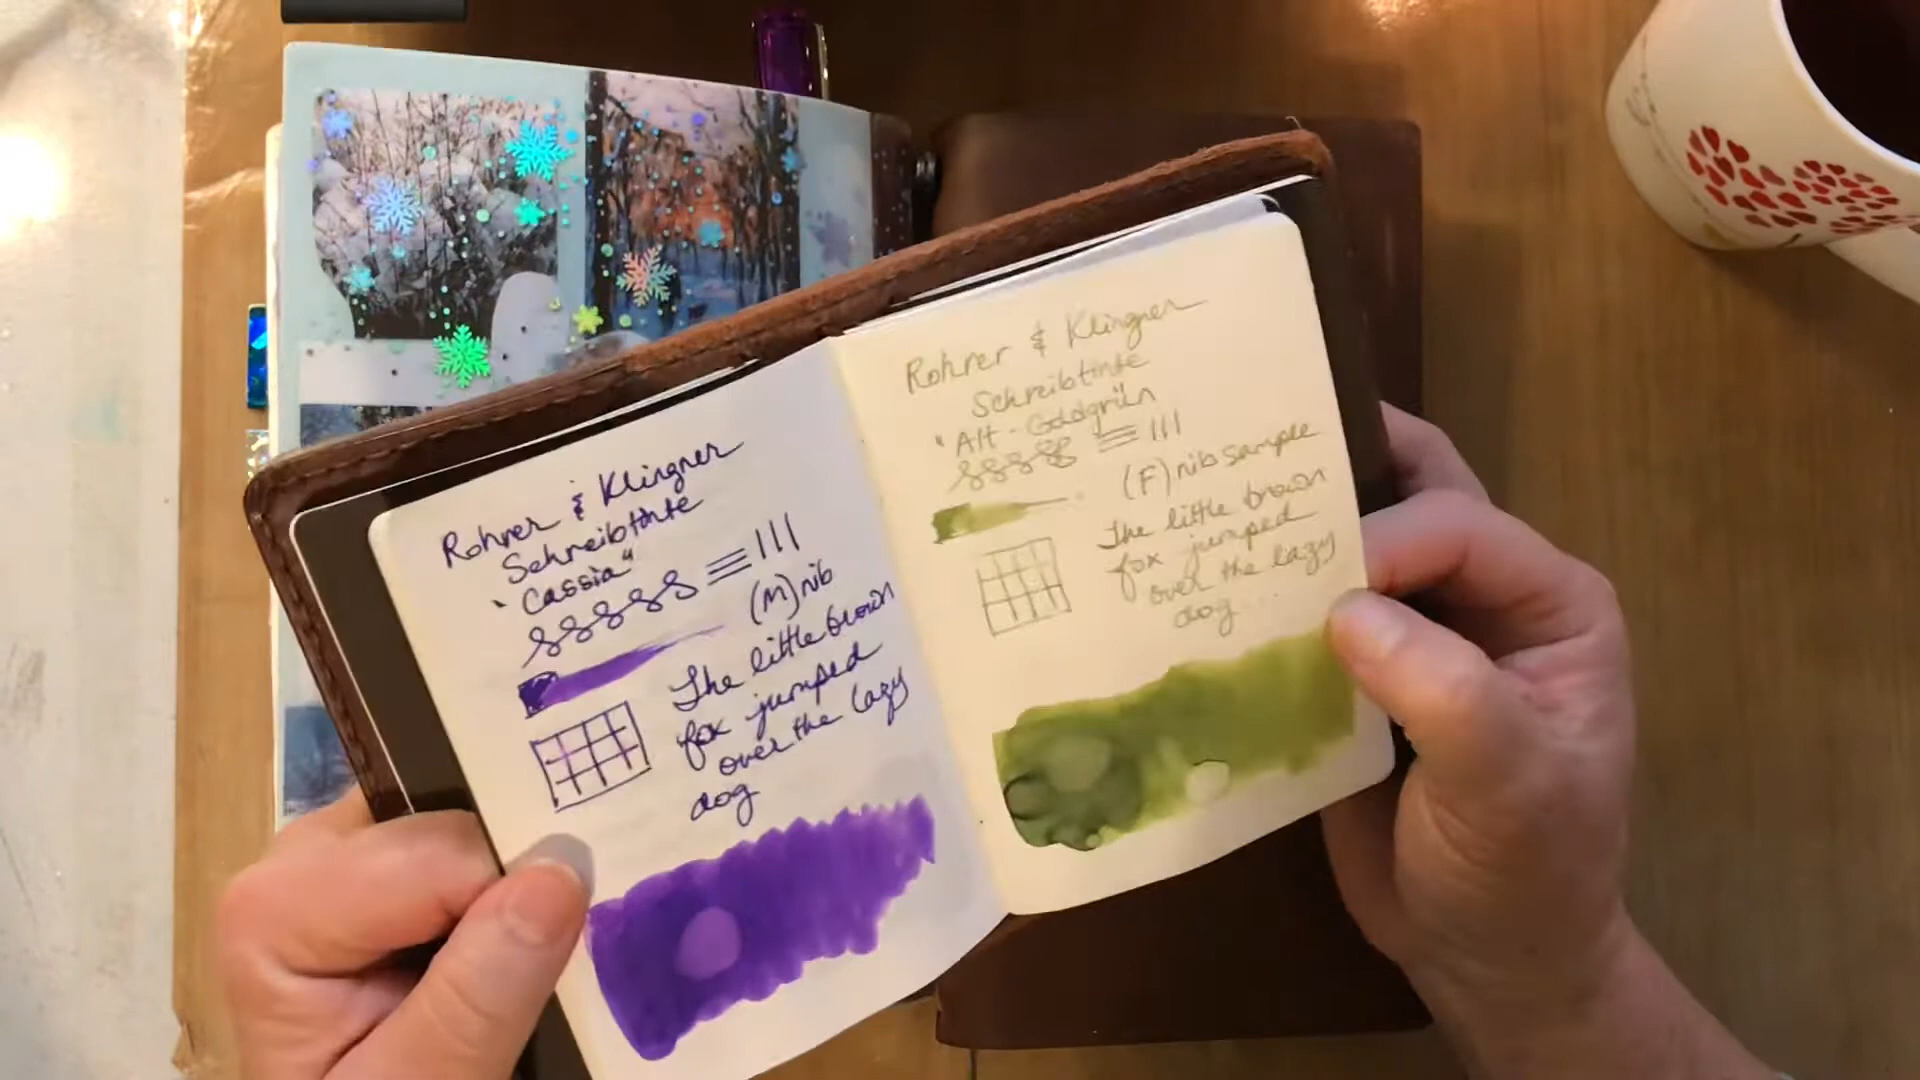 Rohrer & Klingner
Schreibtinte
"Cassia"
(M) nib
The little brown
fox jumped
over the lazy
dog
Rohrer & Klingner
Schreibtinte
"Alt-Goldgrün
(F) nib sample
The little brown
fox jumped
over the lazy
dog...